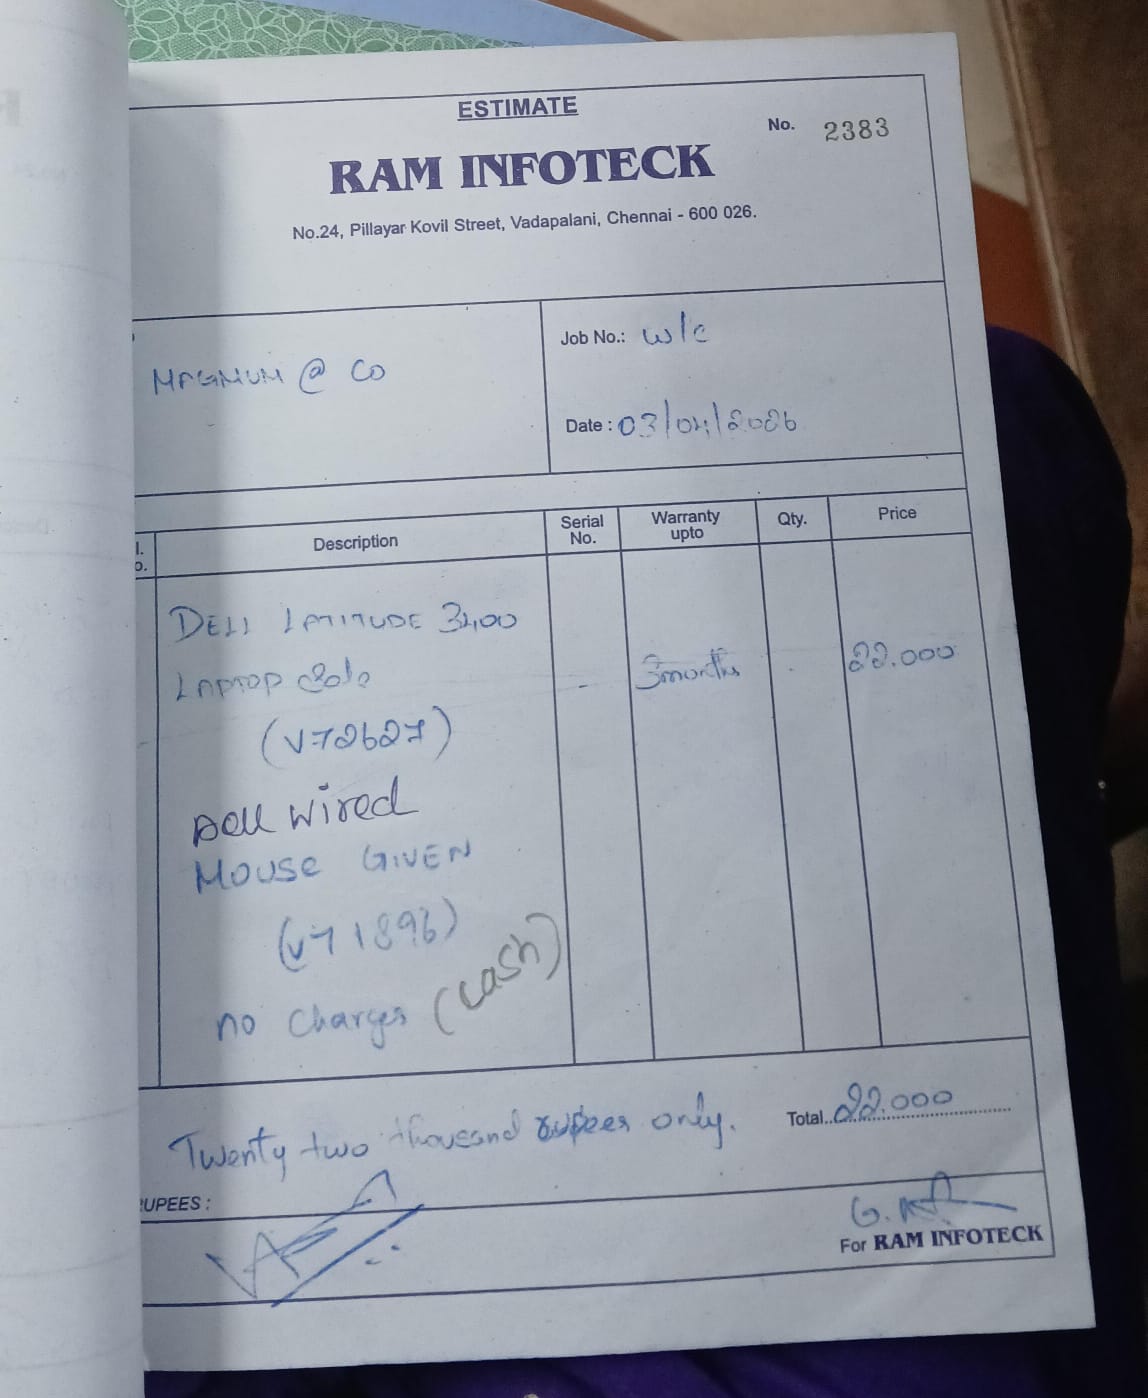 ESTIMATE
No. 2383
RAM INFOTECK
No.24, Pillayar Kovil Street, Vadapalani, Chennai - 600 026.
MAGMUM @ CO
Job No.: w/c
Date : 03/04/2026
Description Serial No. Warranty upto Qty. Price
DELL LATITUDE 3400
LAPTOP Sale - 3months 22.000
(V72627)
Dell wired
MOUSE GIVEN
(V71896)
no charges (cash)
Twenty two thousand rupees only. Total.. 22.000
RUPEES :
For RAM INFOTECK